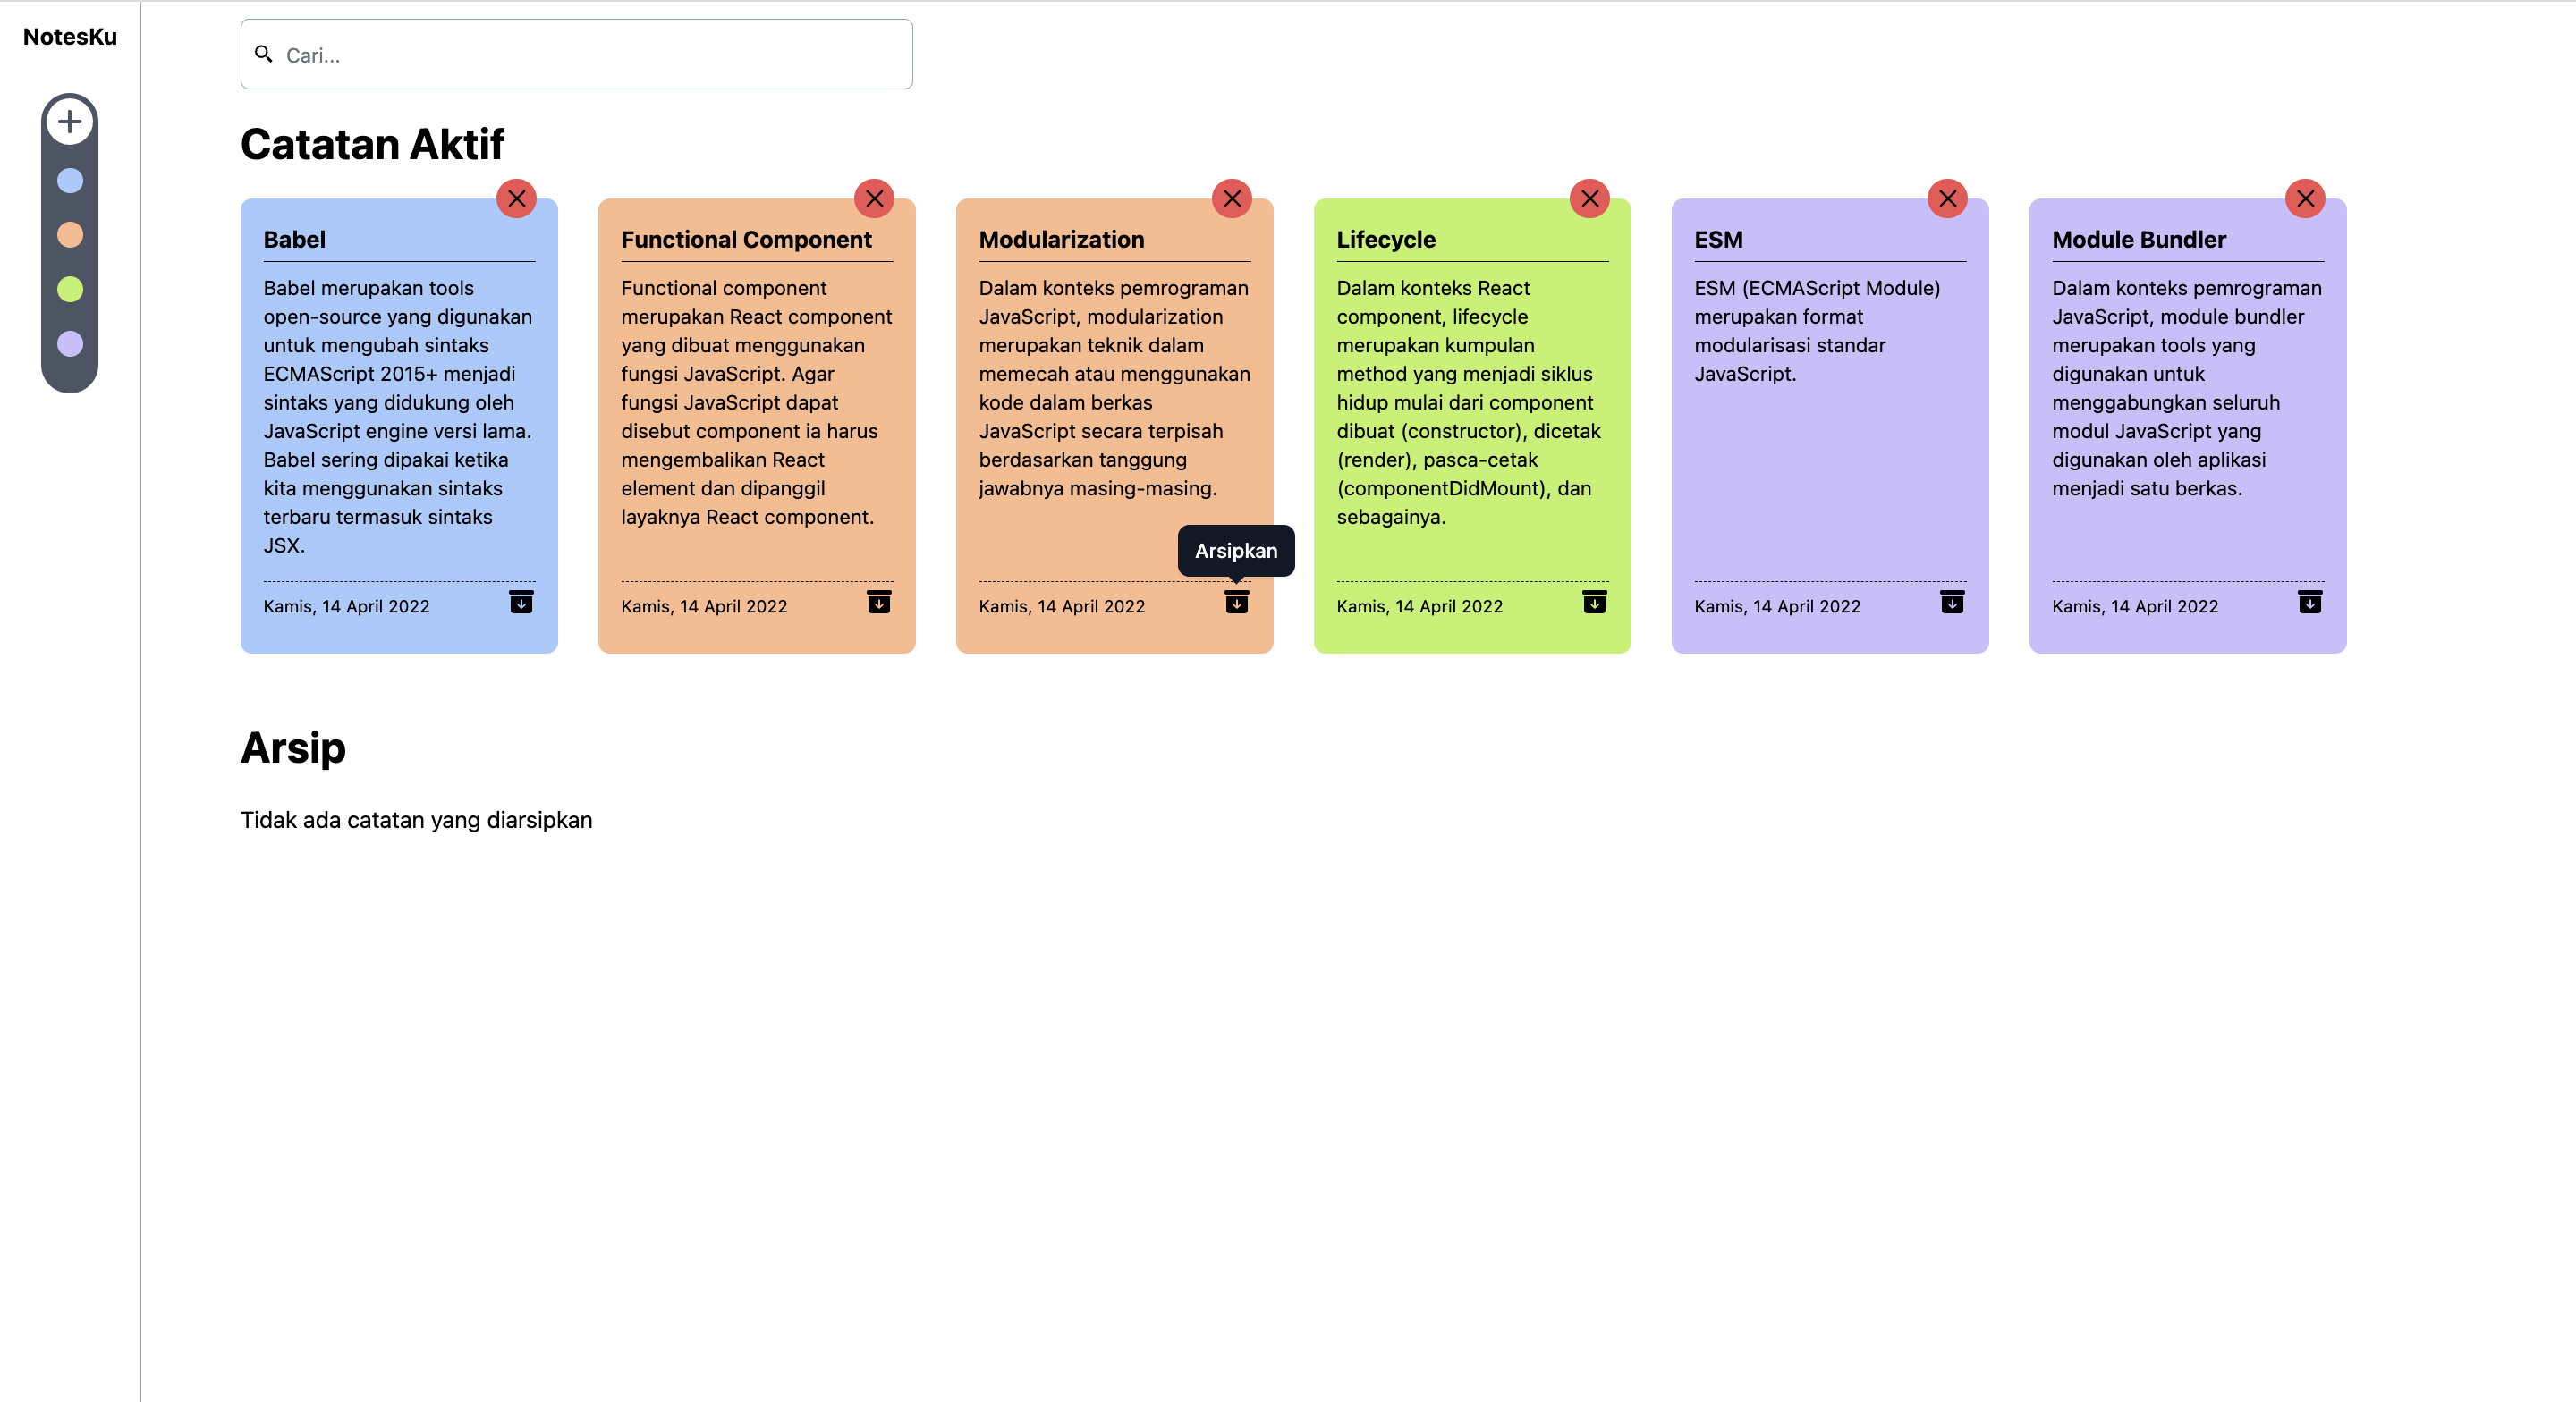 NotesKu
Cari...
Catatan Aktif
Babel
Babel merupakan tools
open-source yang digunakan
untuk mengubah sintaks
ECMAScript 2015+ menjadi
sintaks yang didukung oleh
JavaScript engine versi lama.
Babel sering dipakai ketika
kita menggunakan sintaks
terbaru termasuk sintaks
JSX.
Kamis, 14 April 2022
Functional Component
Functional component
merupakan React component
yang dibuat menggunakan
fungsi JavaScript. Agar
fungsi JavaScript dapat
disebut component ia harus
mengembalikan React
element dan dipanggil
layaknya React component.
Kamis, 14 April 2022
Modularization
Dalam konteks pemrograman
JavaScript, modularization
merupakan teknik dalam
memecah atau menggunakan
kode dalam berkas
JavaScript secara terpisah
berdasarkan tanggung
jawabnya masing-masing.
Arsipkan
Kamis, 14 April 2022
Lifecycle
Dalam konteks React
component, lifecycle
merupakan kumpulan
method yang menjadi siklus
hidup mulai dari component
dibuat (constructor), dicetak
(render), pasca-cetak
(componentDidMount), dan
sebagainya.
Kamis, 14 April 2022
ESM
ESM (ECMAScript Module)
merupakan format
modularisasi standar
JavaScript.
Kamis, 14 April 2022
Module Bundler
Dalam konteks pemrograman
JavaScript, module bundler
merupakan tools yang
digunakan untuk
menggabungkan seluruh
modul JavaScript yang
digunakan oleh aplikasi
menjadi satu berkas.
Kamis, 14 April 2022
Arsip
Tidak ada catatan yang diarsipkan